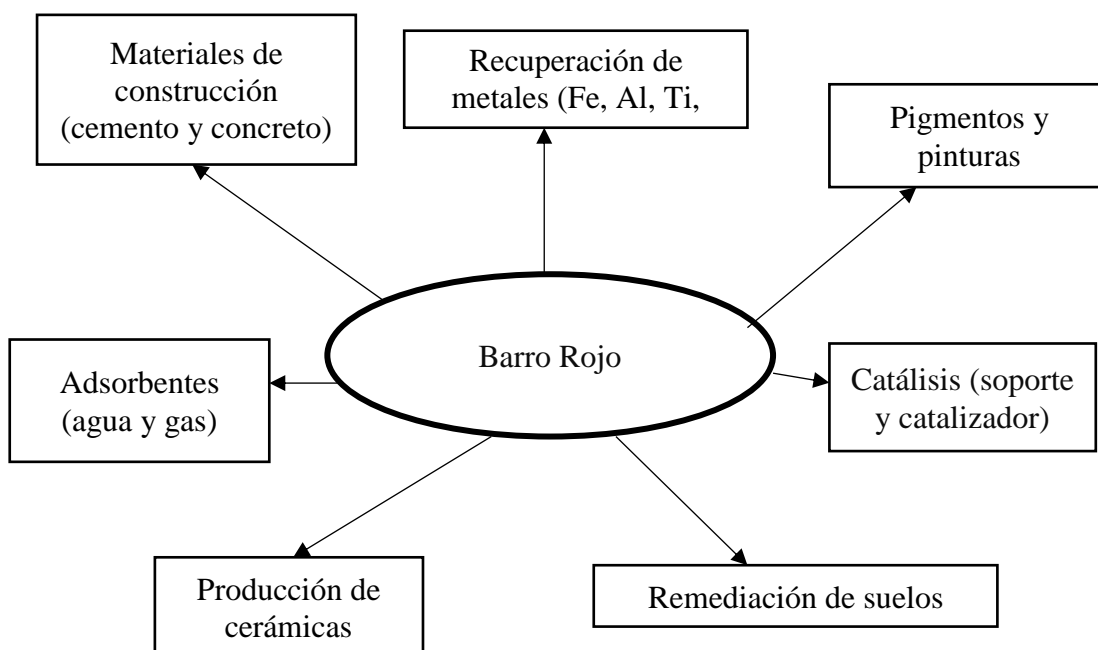 Materiales de
construcción
(cemento y concreto)
Recuperación de
metales (Fe, Al, Ti,
Pigmentos y
pinturas
Barro Rojo
Adsorbentes
(agua y gas)
Catálisis (soporte
y catalizador)
Producción de
cerámicas
Remediación de suelos